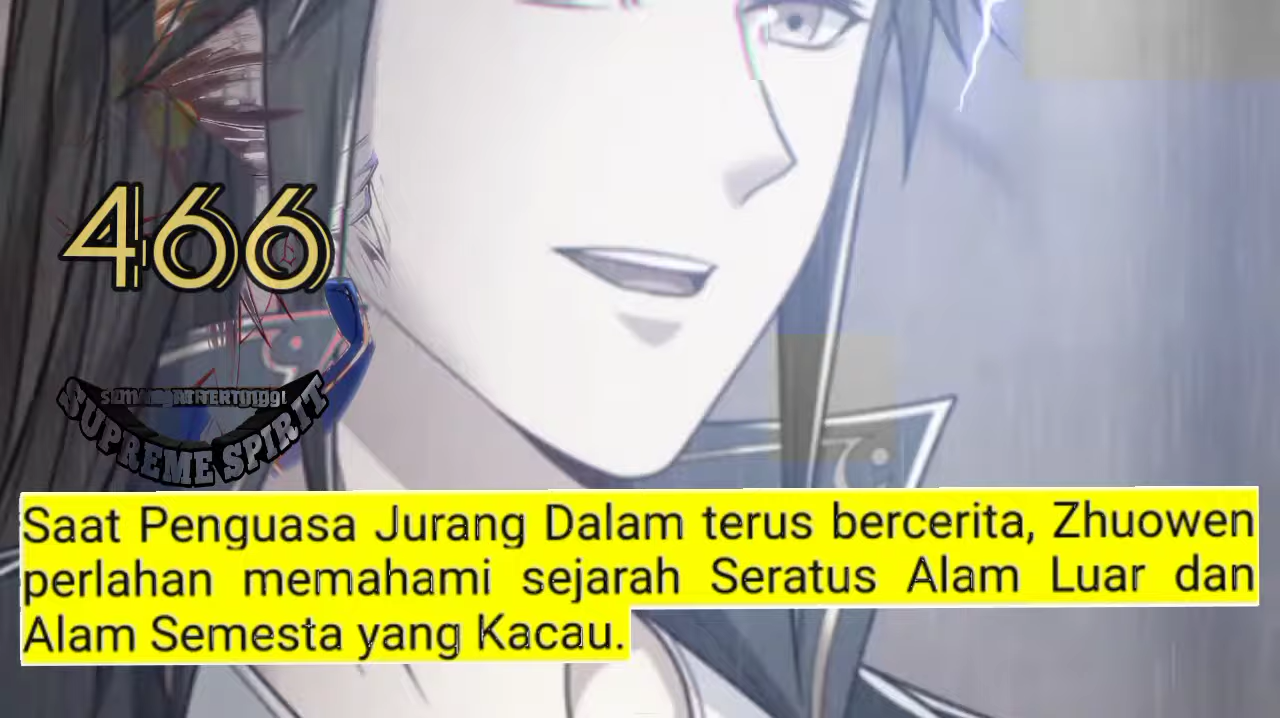 466
SUPREME SPIRIT
Saat Penguasa Jurang Dalam terus bercerita, Zhuowen
perlahan memahami sejarah Seratus Alam Luar dan
Alam Semesta yang Kacau.